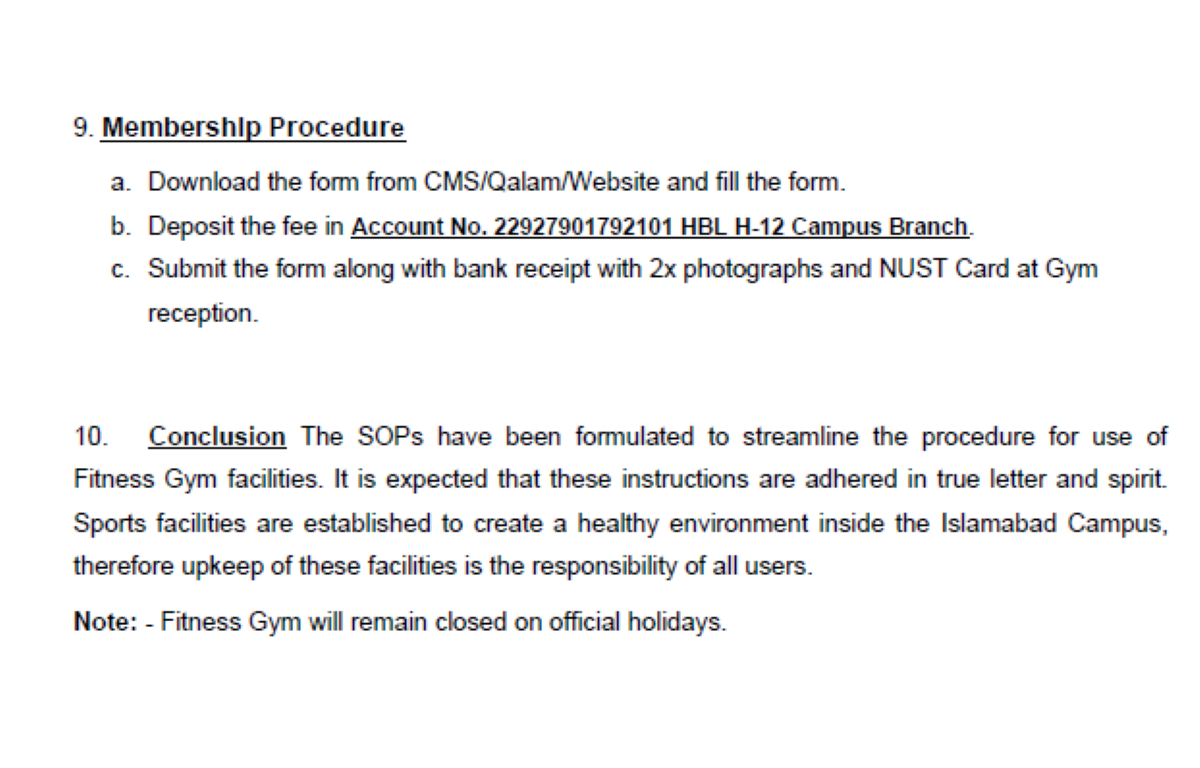 9. Membership Procedure
a. Download the form from CMS/Qalam/Website and fill the form.
b. Deposit the fee in Account No. 22927901792101 HBL H-12 Campus Branch.
c. Submit the form along with bank receipt with 2x photographs and NUST Card at Gym
reception.
10. Conclusion The SOPs have been formulated to streamline the procedure for use of
Fitness Gym facilities. It is expected that these instructions are adhered in true letter and spirit.
Sports facilities are established to create a healthy environment inside the Islamabad Campus,
therefore upkeep of these facilities is the responsibility of all users.
Note: - Fitness Gym will remain closed on official holidays.